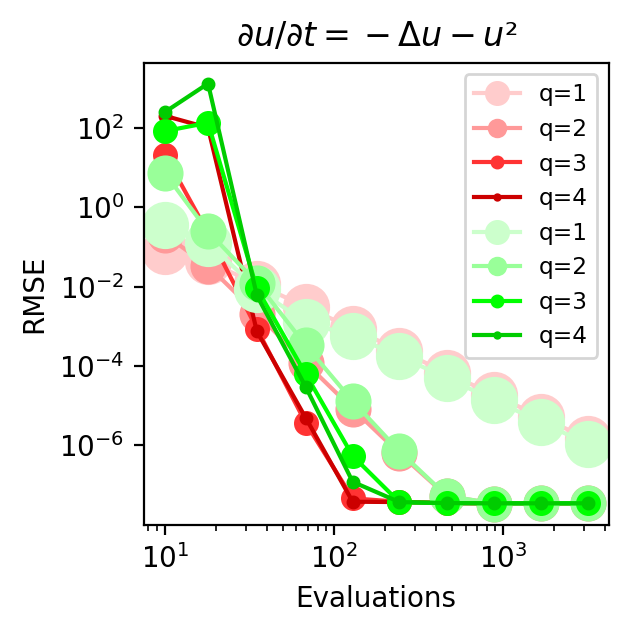 ∂u/∂t = − Δu − u²
RMSE
10²
10⁰
10⁻²
10⁻⁴
10⁻⁶
10¹
10²
10³
Evaluations
q=1
q=2
q=3
q=4
q=1
q=2
q=3
q=4